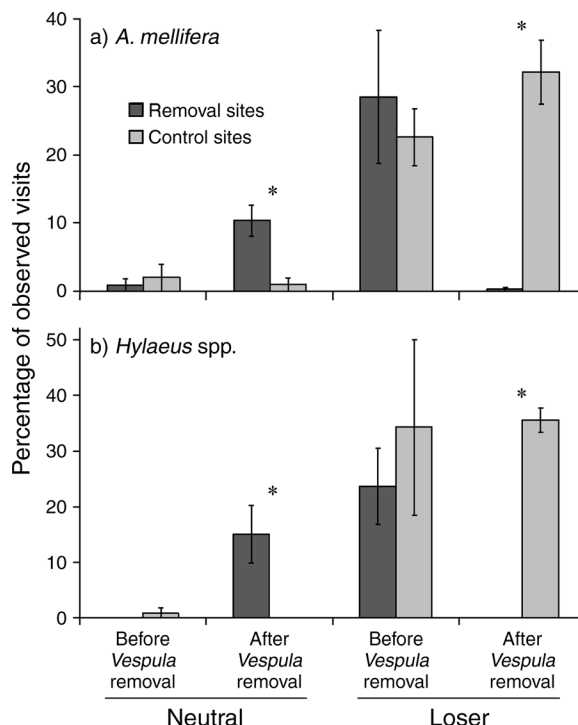 Percentage of observed visits
a) A. mellifera
Removal sites
Control sites
40
30
20
10
0
*
*
b) Hylaeus spp.
50
40
30
20
10
0
*
*
Before Vespula removal
After Vespula removal
Before Vespula removal
After Vespula removal
Neutral
Loser